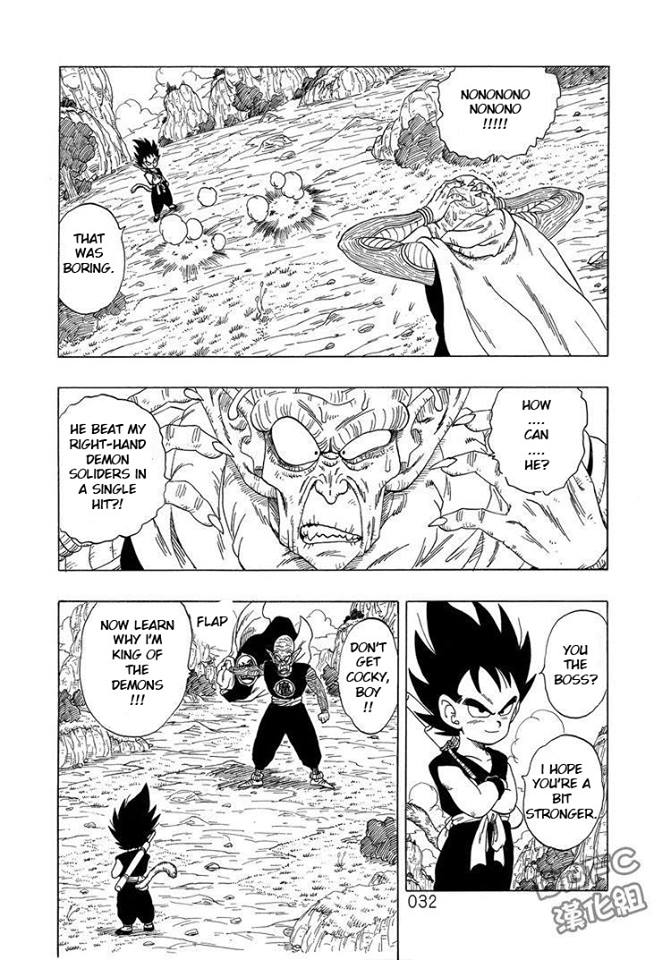 NONONONO
NONONO
!!!!!
THAT
WAS
BORING.
HOW
....
CAN
....
HE?
HE BEAT MY
RIGHT-HAND
DEMON
SOLIDERS IN
A SINGLE
HIT?!
YOU
THE
BOSS?
I HOPE
YOU'RE A
BIT
STRONGER.
DON'T
GET
COCKY,
BOY
!!
FLAP
NOW LEARN
WHY I'M
KING OF
THE
DEMONS
!!!
032
漢化組